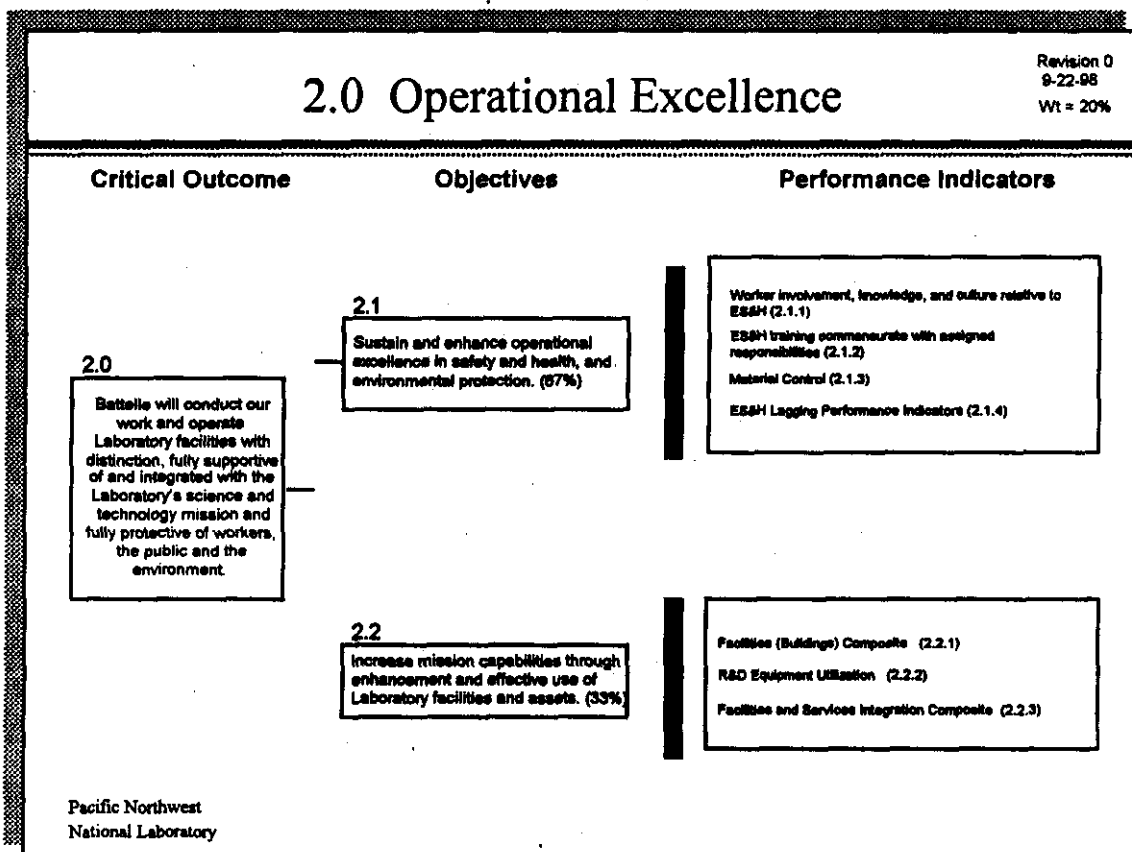 Revision 0
9-22-98
Wt = 20%
2.0 Operational Excellence
Critical Outcome
Objectives
Performance Indicators
2.0
Battelle will conduct our
work and operate
Laboratory facilities with
distinction, fully supportive
of and integrated with the
Laboratory's science and
technology mission and
fully protective of workers,
the public and the
environment.
2.1
Sustain and enhance operational
excellence in safety and health, and
environmental protection. (67%)
Worker involvement, knowledge, and culture relative to
ES&H (2.1.1)
ES&H training commensurate with assigned
responsibilities (2.1.2)
Material Control (2.1.3)
ES&H Lagging Performance Indicators (2.1.4)
2.2
Increase mission capabilities through
enhancement and effective use of
Laboratory facilities and assets. (33%)
Facilities (Buildings) Composite (2.2.1)
R&D Equipment Utilization (2.2.2)
Facilities and Services Integration Composite (2.2.3)
Pacific Northwest
National Laboratory